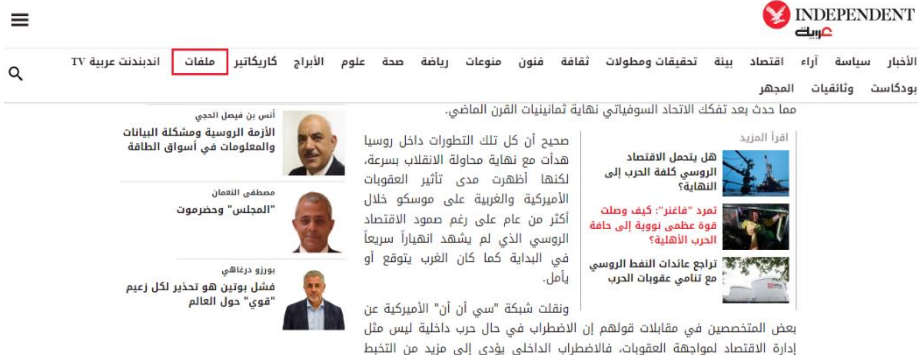 INDEPENDENT
عربية
الأخبار سياسة آراء اقتصاد بيئة تحقيقات ومطولات ثقافة فنون منوعات رياضة صحة علوم الأبراج كاريكاتير ملفات اندبندنت عربية TV
بودكاست وثائقيات المجهر
مما حدث بعد تفكك الاتحاد السوفياتي نهاية ثمانينيات القرن الماضي.
اقرأ المزيد
هل يتحمل الاقتصاد
الروسي كلفة الحرب إلى
النهاية؟
تمرد "فاغنر": كيف وصلت
قوة عظمى نووية إلى حافة
الحرب الأهلية؟
تراجع عائدات النفط الروسي
مع تنامي عقوبات الحرب
صحيح أن كل تلك التطورات داخل روسيا
هدأت مع نهاية محاولة الانقلاب بسرعة،
لكنها أظهرت مدى تأثير العقوبات
الأميركية والغربية على موسكو خلال
أكثر من عام على رغم صمود الاقتصاد
الروسي الذي لم يشهد انهياراً سريعاً
في البداية كما كان الغرب يتوقع أو
يأمل.
ونقلت شبكة "سي أن أن" الأميركية عن
بعض المتخصصين في مقابلات قولهم إن الاضطراب في حال حرب داخلية ليس مثل
إدارة الاقتصاد لمواجهة العقوبات، فالاضطراب الداخلي يؤدي إلى مزيد من التخبط
أنس بن فيصل الحجي
الأزمة الروسية ومشكلة البيانات
والمعلومات في أسواق الطاقة
مصطفى النعمان
"المجلس" وحضرموت
بورزو درغاهي
فشل بوتين هو تحذير لكل زعيم
"قوي" حول العالم